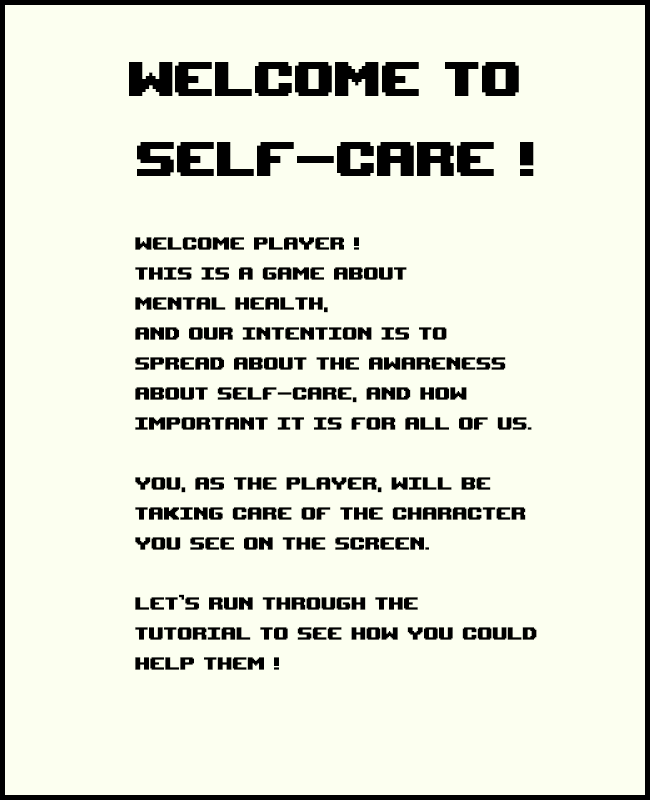 WELCOME TO
SELF-CARE !
WELCOME PLAYER !
THIS IS A GAME ABOUT
MENTAL HEALTH,
AND OUR INTENTION IS TO
SPREAD ABOUT THE AWARENESS
ABOUT SELF-CARE, AND HOW
IMPORTANT IT IS FOR ALL OF US.
YOU, AS THE PLAYER, WILL BE
TAKING CARE OF THE CHARACTER
YOU SEE ON THE SCREEN.
LET'S RUN THROUGH THE
TUTORIAL TO SEE HOW YOU COULD
HELP THEM !